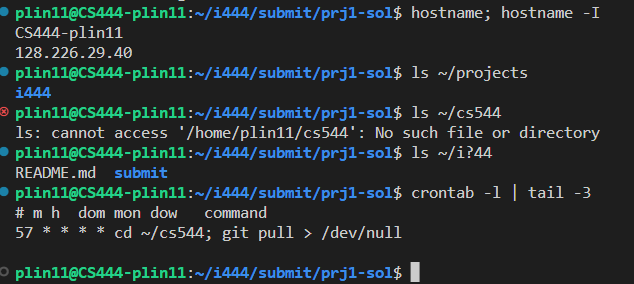 plin11@CS444-plin11:~/i444/submit/prj1-sol$ hostname; hostname -I
CS444-plin11
128.226.29.40
plin11@CS444-plin11:~/i444/submit/prj1-sol$ ls ~/projects
i444
plin11@CS444-plin11:~/i444/submit/prj1-sol$ ls ~/cs544
ls: cannot access '/home/plin11/cs544': No such file or directory
plin11@CS444-plin11:~/i444/submit/prj1-sol$ ls ~/i?44
README.md  submit
plin11@CS444-plin11:~/i444/submit/prj1-sol$ crontab -l | tail -3
# m h  dom mon dow   command
57 * * * * cd ~/cs544; git pull > /dev/null
plin11@CS444-plin11:~/i444/submit/prj1-sol$